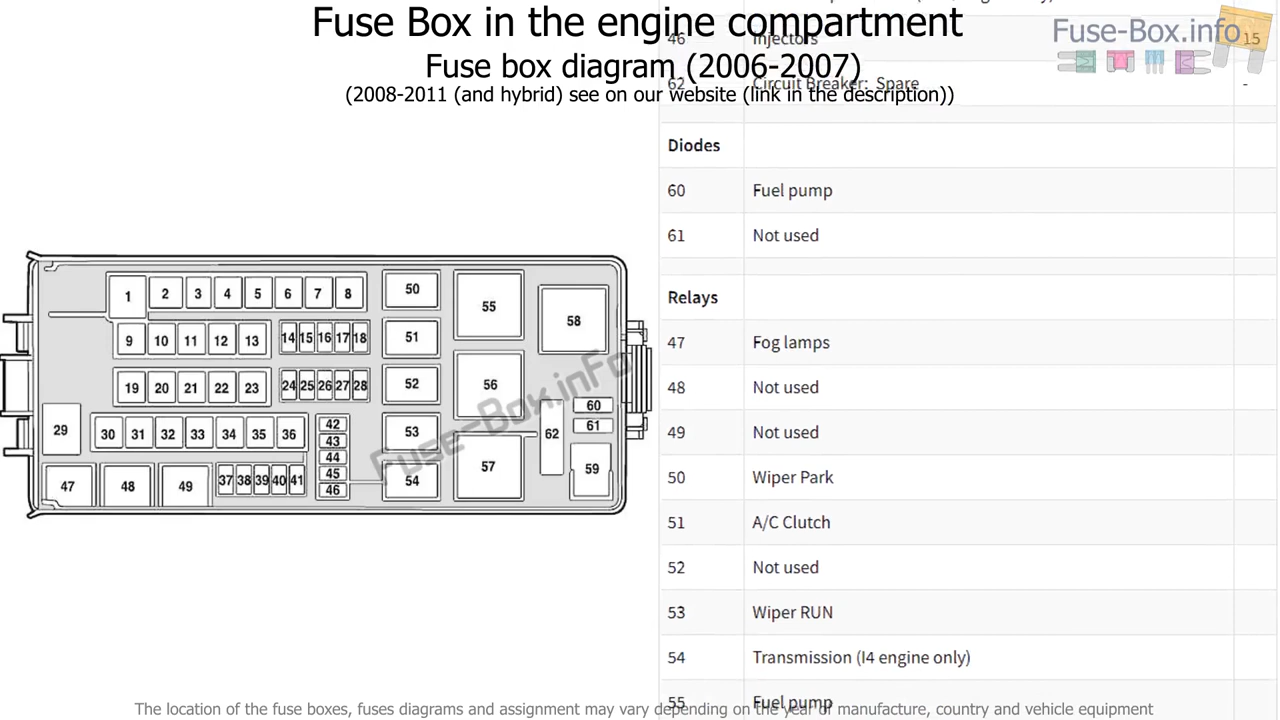 Fuse Box in the engine compartment
Fuse box diagram (2006-2007)
(2008-2011 (and hybrid) see on our website (link in the description))
Fuse-Box.info
46 Injectors 15
62 Circuit Breaker: Spare -
Diodes
60 Fuel pump
61 Not used
Relays
47 Fog lamps
48 Not used
49 Not used
50 Wiper Park
51 A/C Clutch
52 Not used
53 Wiper RUN
54 Transmission (I4 engine only)
55 Fuel pump
1 2 3 4 5 6 7 8 50 55 58
9 10 11 12 13 14 15 16 17 18 51
19 20 21 22 23 24 25 26 27 28 52 56
29 30 31 32 33 34 35 36 42 53 62 60
43 61
44
47 48 49 37 38 39 40 41 45 54 57 59
46
Fuse-Box.inFo
The location of the fuse boxes, fuses diagrams and assignment may vary depending on the year of manufacture, country and vehicle equipment